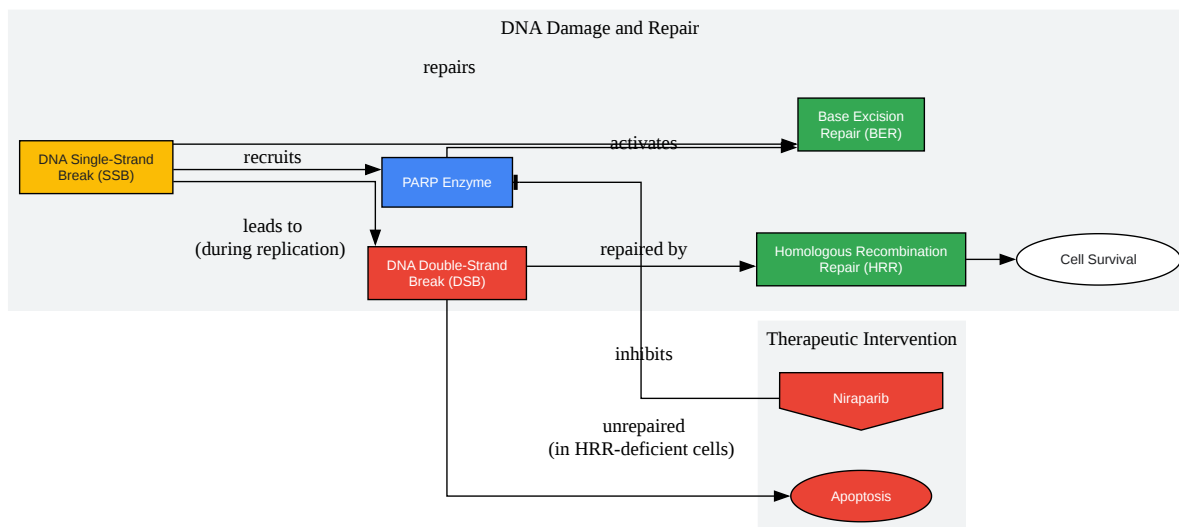 DNA Damage and Repair
repairs
Base Excision
Repair (BER)
activates
DNA Single-Strand
Break (SSB)
recruits
PARP Enzyme
leads to
(during replication)
DNA Double-Strand
Break (DSB)
repaired by
Homologous Recombination
Repair (HRR)
Cell Survival
Therapeutic Intervention
inhibits
Niraparib
unrepaired
(in HRR-deficient cells)
Apoptosis